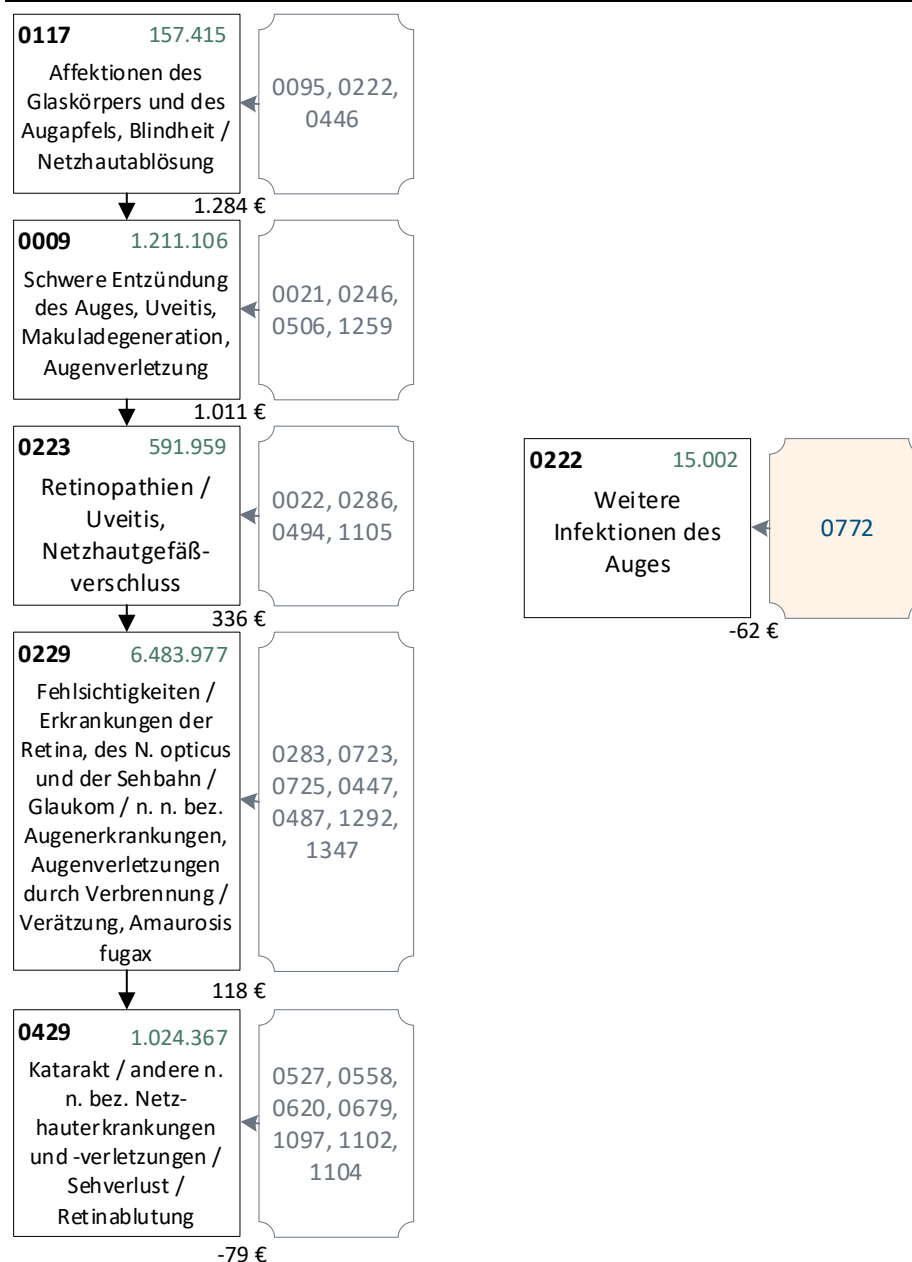 0117 157.415
Affektionen des
Glaskörpers und des
Augapfels, Blindheit /
Netzhautablösung
0095, 0222,
0446
1.284 €
0009 1.211.106
Schwere Entzündung
des Auges, Uveitis,
Makuladegeneration,
Augenverletzung
0021, 0246,
0506, 1259
1.011 €
0223 591.959
Retinopathien /
Uveitis,
Netzhautgefäß-
verschluss
0022, 0286,
0494, 1105
336 €
0222 15.002
Weitere
Infektionen des
Auges
0772
-62 €
0229 6.483.977
Fehlsichtigkeiten /
Erkrankungen der
Retina, des N. opticus
und der Sehbahn /
Glaukom / n. n. bez.
Augenerkrankungen,
Augenverletzungen
durch Verbrennung /
Verätzung, Amaurosis
fugax
0283, 0723,
0725, 0447,
0487, 1292,
1347
118 €
0429 1.024.367
Katarakt / andere n.
n. bez. Netz-
hauterkrankungen
und -verletzungen /
Sehverlust /
Retinablutung
0527, 0558,
0620, 0679,
1097, 1102,
1104
-79 €